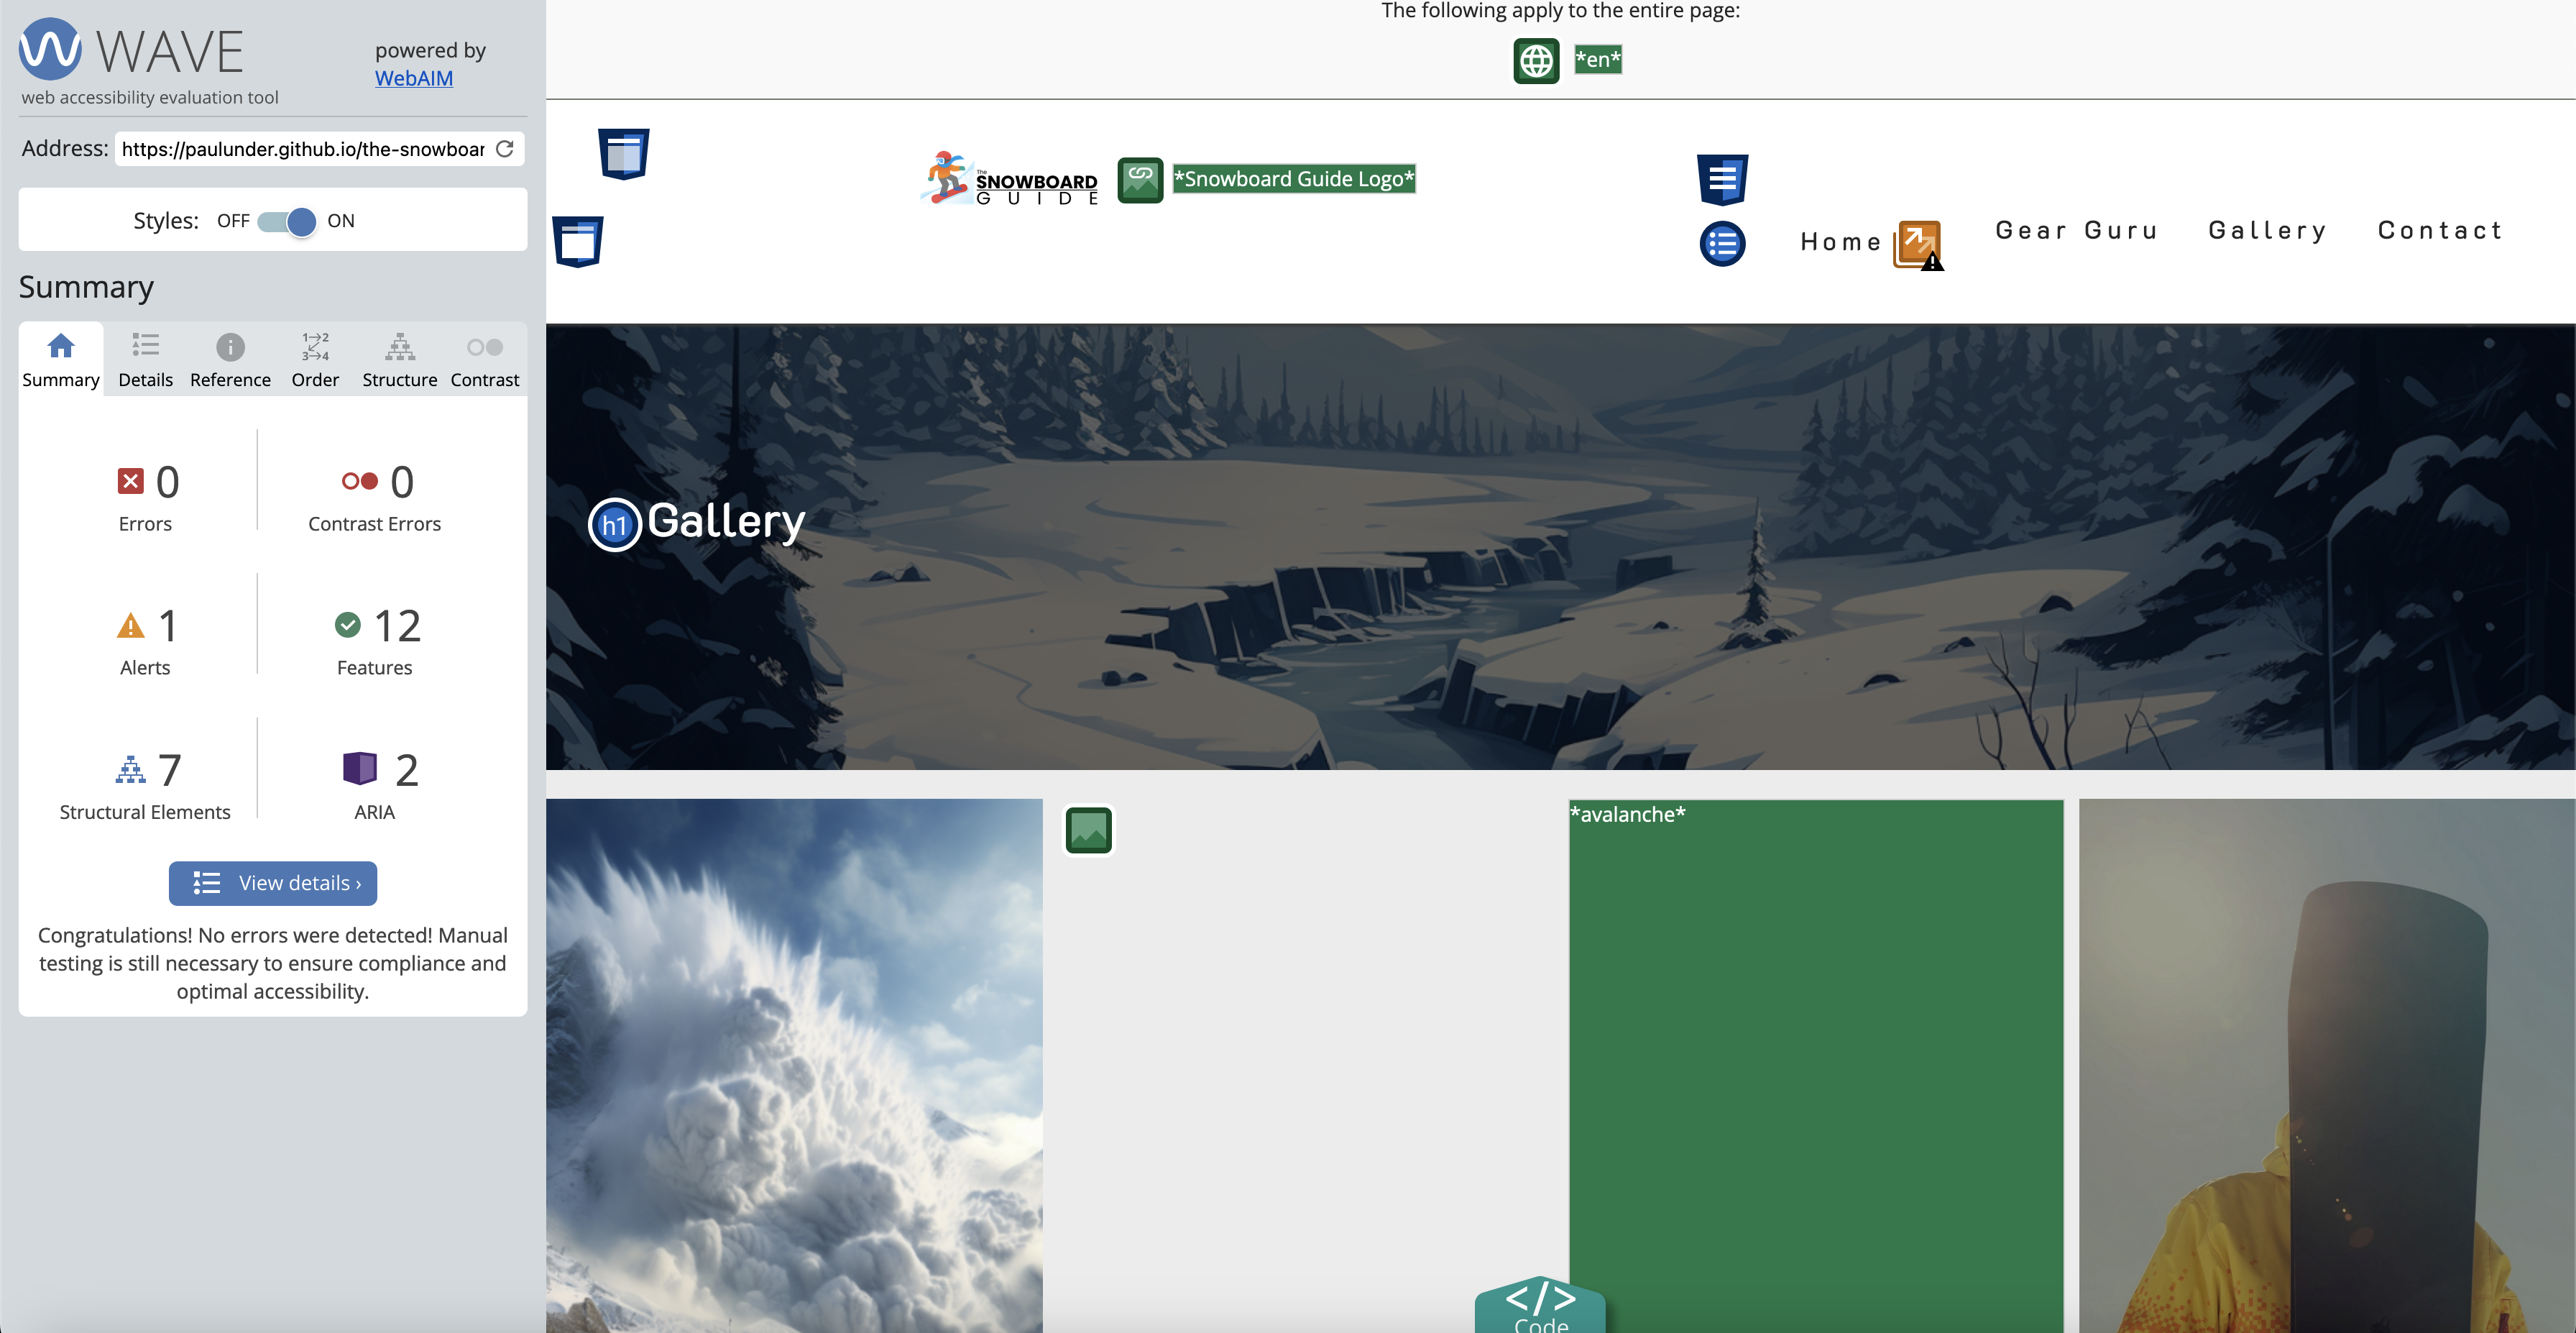 WAVE
powered by
WebAIM
web accessibility evaluation tool
Address: https://paulunder.github.io/the-snowboar
Styles: OFF ON
Summary
Summary Details Reference Order Structure Contrast
1 2
3 4
0
Errors
0
Contrast Errors
1
Alerts
12
Features
7
Structural Elements
2
ARIA
View details ›
Congratulations! No errors were detected! Manual
testing is still necessary to ensure compliance and
optimal accessibility.
The following apply to the entire page:
*en*
The
SNOWBOARD
GUIDE
*Snowboard Guide Logo*
Home Gear Guru Gallery Contact
h1 Gallery
*avalanche*
</>
Code